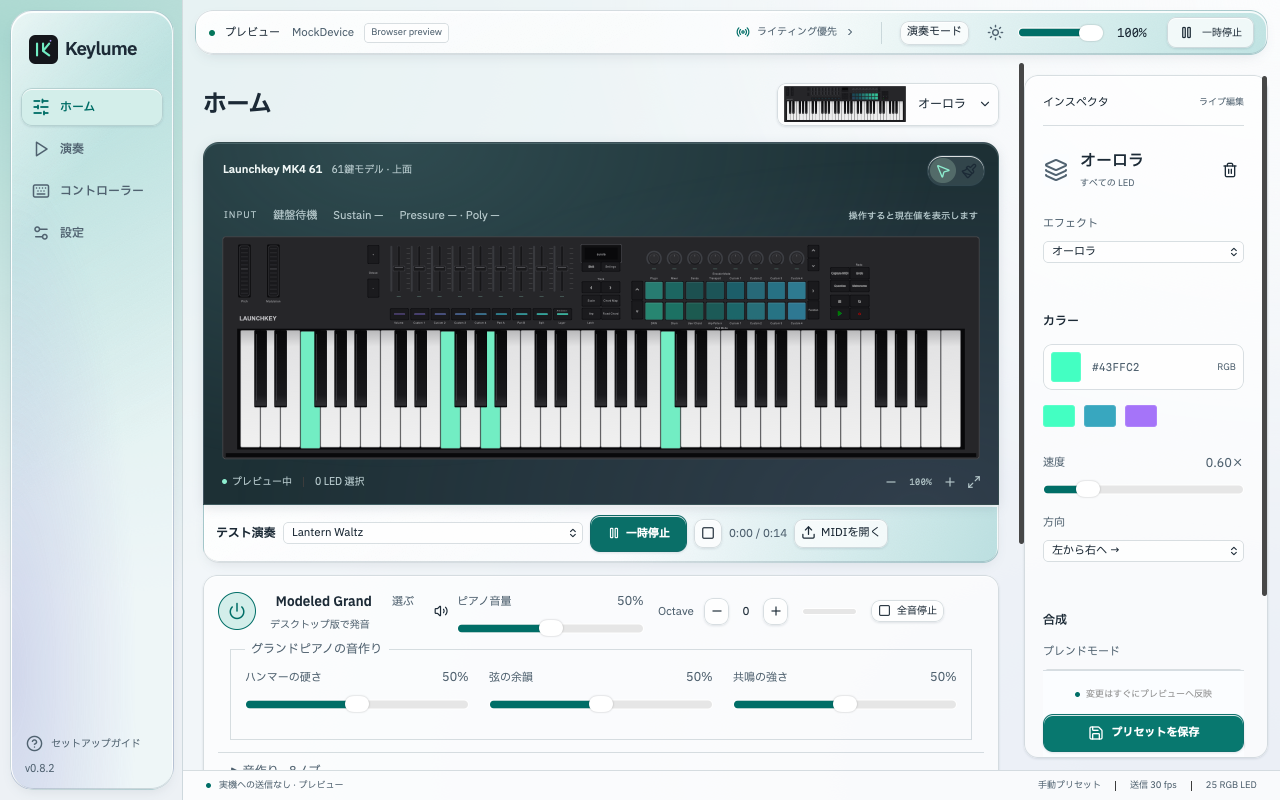 Keylume
ホーム
演奏
コントローラー
設定
セットアップガイド
v0.8.2
プレビュー MockDevice Browser preview
ライティング優先
演奏モード
100%
一時停止
ホーム
オーロラ
Launchkey MK4 61 61鍵モデル · 上面
INPUT 鍵盤待機 Sustain — Pressure — · Poly —
操作すると現在値を表示します
LAUNCHKEY
プレビュー中 0 LED 選択
100%
テスト演奏 Lantern Waltz 一時停止 0:00 / 0:14 MIDIを開く
Modeled Grand 選ぶ
デスクトップ版で発音
ピアノ音量 50%
Octave 0
全音停止
グランドピアノの音作り
ハンマーの硬さ 50%
弦の余韻 50%
共鳴の強さ 50%
インスペクタ ライブ編集
オーロラ
すべての LED
エフェクト
オーロラ
カラー
#43FFC2 RGB
速度 0.60×
方向
左から右へ →
合成
ブレンドモード
変更はすぐにプレビューへ反映
プリセットを保存
実機への送信なし · プレビュー
手動プリセット | 送信 30 fps | 25 RGB LED